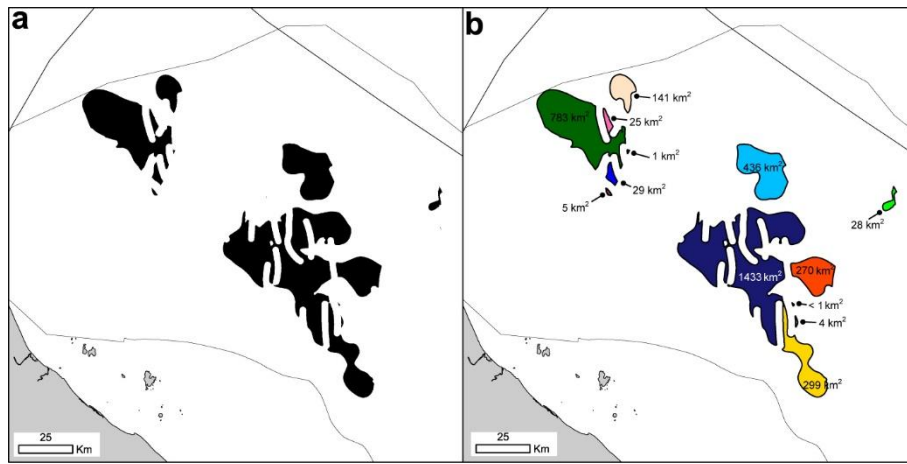 a
25
Km
b
141 km²
783 km²
25 km²
1 km²
436 km²
29 km²
5 km²
28 km²
1433 km²
270 km²
< 1 km²
4 km²
299 km²
25
Km